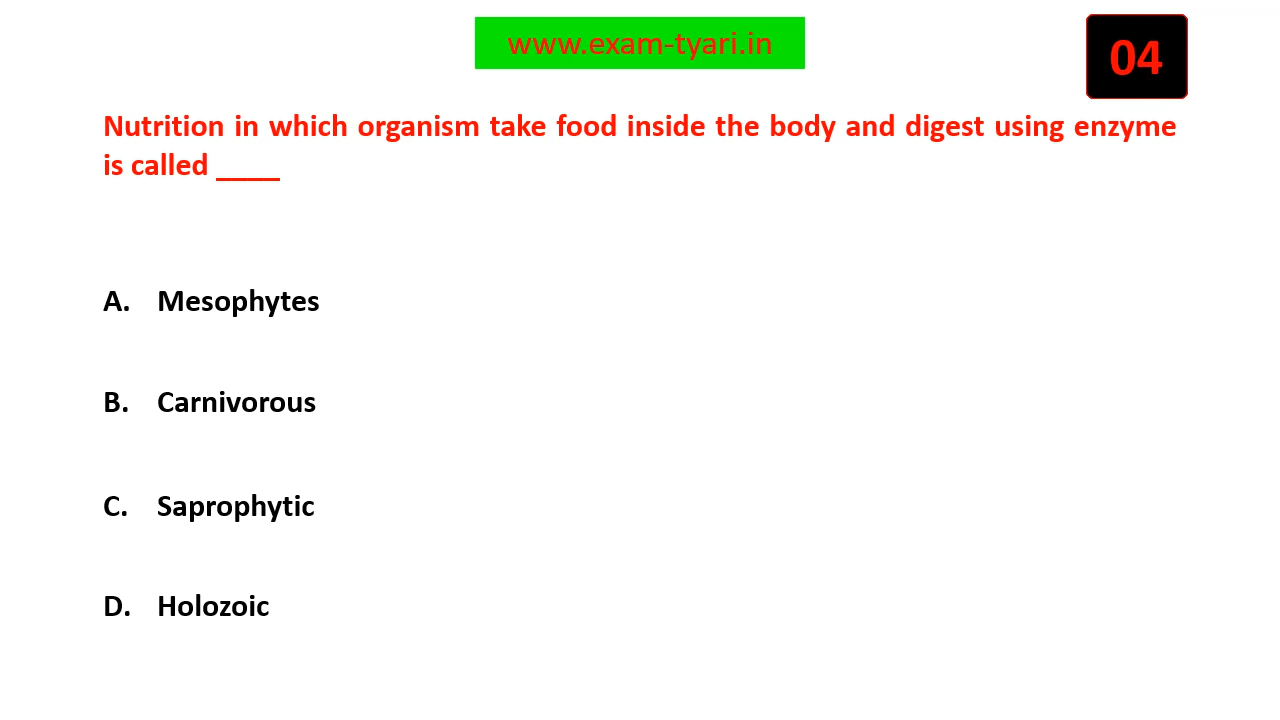 www.exam-tyari.in
04
Nutrition in which organism take food inside the body and digest using enzyme
is called ____
A. Mesophytes
B. Carnivorous
C. Saprophytic
D. Holozoic